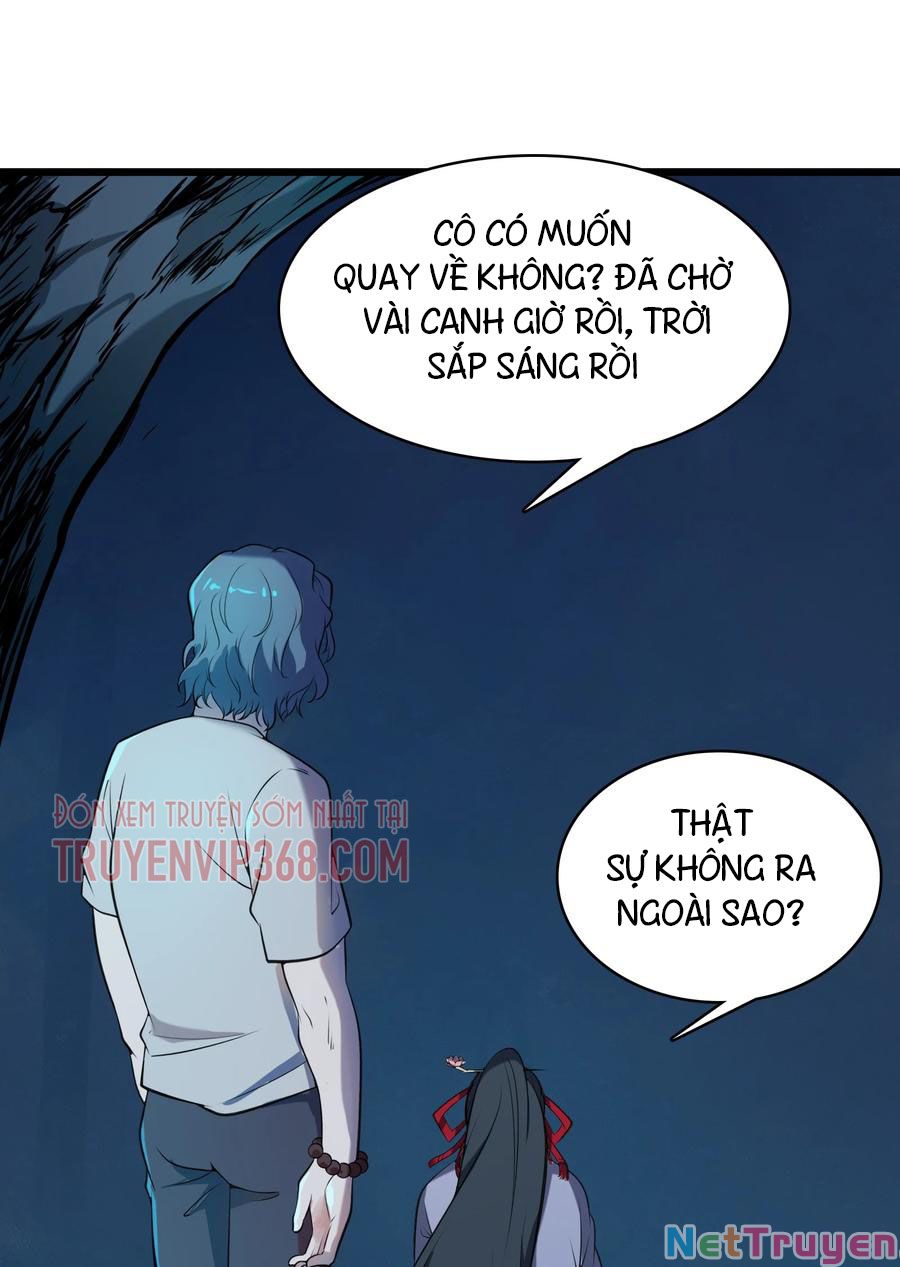 CÔ CÓ MUỐN
QUAY VỀ KHÔNG? ĐÃ CHỜ
VÀI CANH GIỜ RỒI, TRỜI
SẮP SÁNG RỒI
ĐÓN XEM TRUYỆN SỚM NHẤT TẠI
TRUYENVIP368.COM
THẬT
SỰ KHÔNG RA
NGOÀI SAO?
NetTruyen